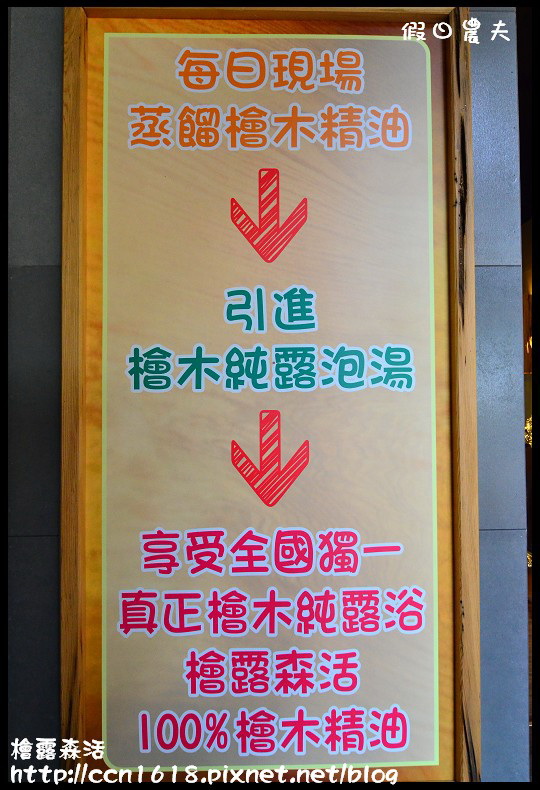 假日農夫
每日現場
蒸餾檜木精油
引進
檜木純露泡湯
享受全國獨一
真正檜木純露浴
檜露森活
100%檜木精油
檜露森活
http://ccn1618.pixnet.net/blog